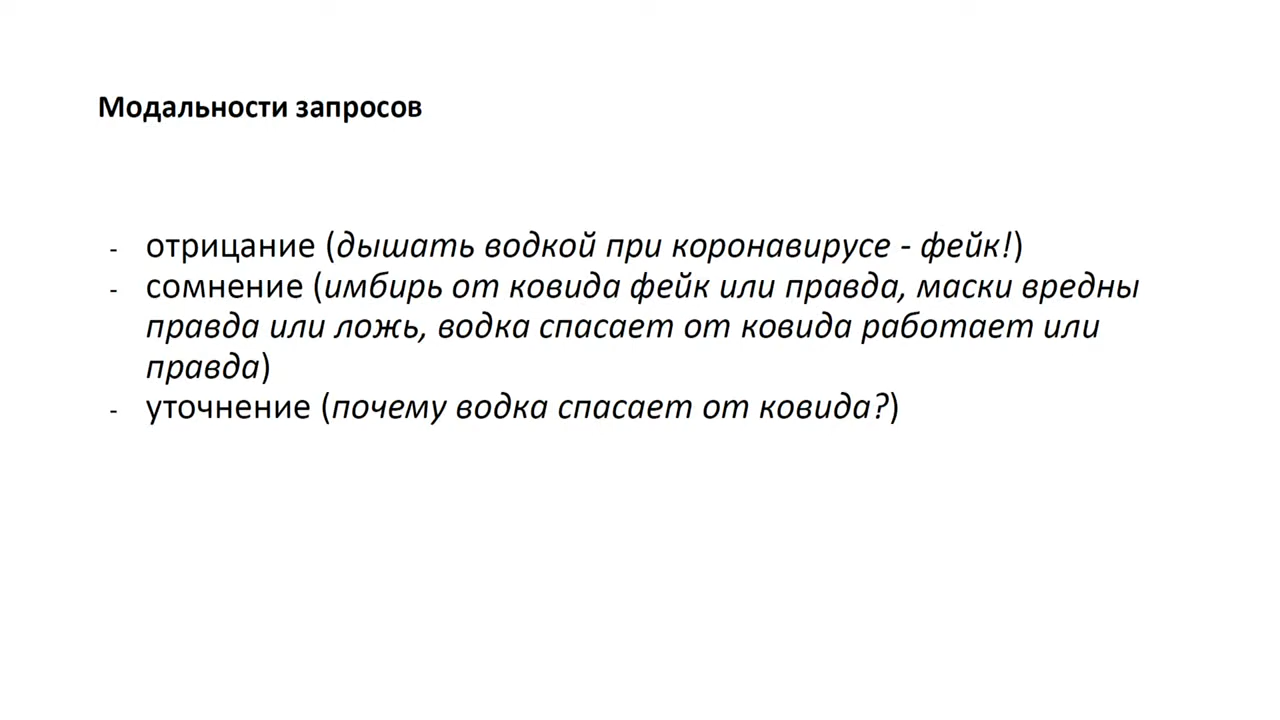 Модальности запросов
- отрицание (дышать водкой при коронавирусе - фейк!)
- сомнение (имбирь от ковида фейк или правда, маски вредны
правда или ложь, водка спасает от ковида работает или
правда)
- уточнение (почему водка спасает от ковида?)